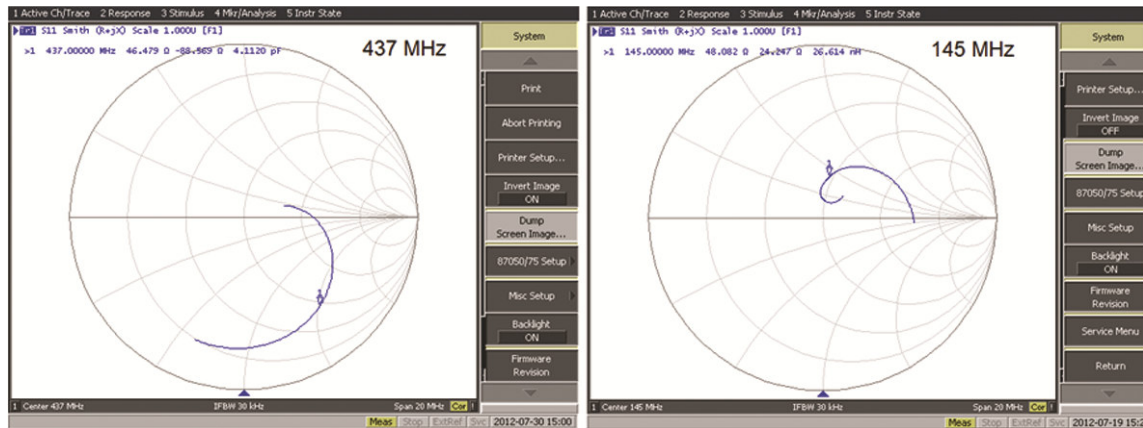 1 Active Ch/Trace 2 Response 3 Stimulus 4 Mkr/Analysis 5 Instr State
Tr1 S11 Smith (R+jX) Scale 1.000U [F1]
>1 437.00000 MHz 46.479 Ω -88.569 Ω 4.1120 pF
437 MHz
1
System
Print
Abort Printing
Printer Setup...
Invert Image
ON
Dump
Screen Image...
87050/75 Setup
Misc Setup
Backlight
ON
Firmware
Revision
1 Center 437 MHz IFBW 30 kHz Span 20 MHz Cor !
Meas Stop ExtRef Svc 2012-07-30 15:00
1 Active Ch/Trace 2 Response 3 Stimulus 4 Mkr/Analysis 5 Instr State
Tr1 S11 Smith (R+jX) Scale 1.000U [F1]
>1 145.00000 MHz 48.082 Ω 24.247 Ω 26.614 nH
145 MHz
1
System
Printer Setup...
Invert Image
OFF
Dump
Screen Image...
87050/75 Setup
Misc Setup
Backlight
ON
Firmware
Revision
Service Menu
Return
1 Center 145 MHz IFBW 30 kHz Span 20 MHz Cor !
Meas Stop ExtRef Svc